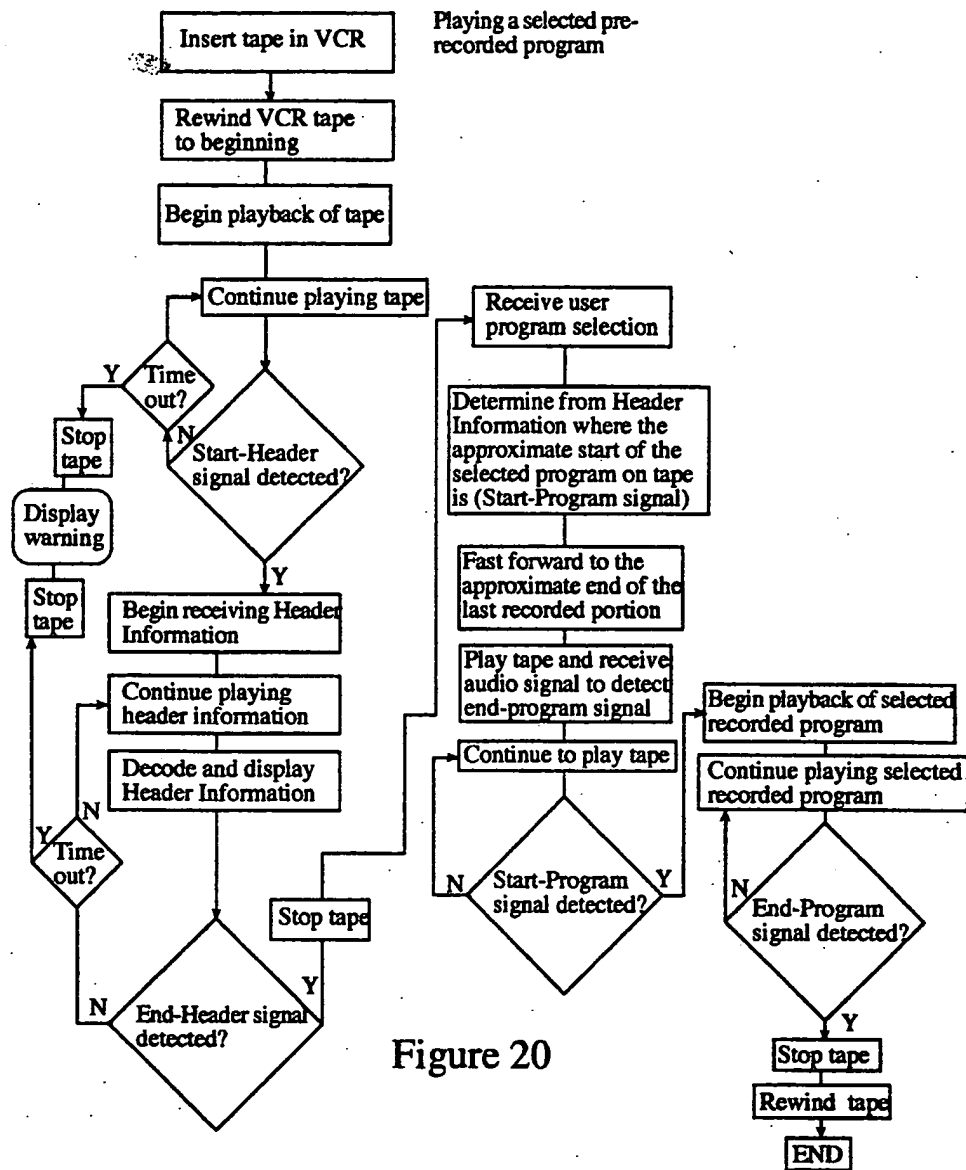 Playing a selected pre-
recorded program
Insert tape in VCR
Rewind VCR tape
to beginning
Begin playback of tape
Continue playing tape
Y
Time
out?
N
Start-Header
signal detected?
Stop
tape
Display
warning
Stop
tape
Y
Begin receiving Header
Information
Continue playing
header information
Decode and display
Header Information
N
Y
Time
out?
N
End-Header signal
detected?
Y
Stop tape
Receive user
program selection
Determine from Header
Information where the
approximate start of the
selected program on tape
is (Start-Program signal)
Fast forward to the
approximate end of the
last recorded portion
Play tape and receive
audio signal to detect
end-program signal
Continue to play tape
N
Start-Program
signal detected?
Y
Begin playback of selected
recorded program
Continue playing selected
recorded program
N
End-Program
signal detected?
Y
Stop tape
Rewind tape
END
Figure 20